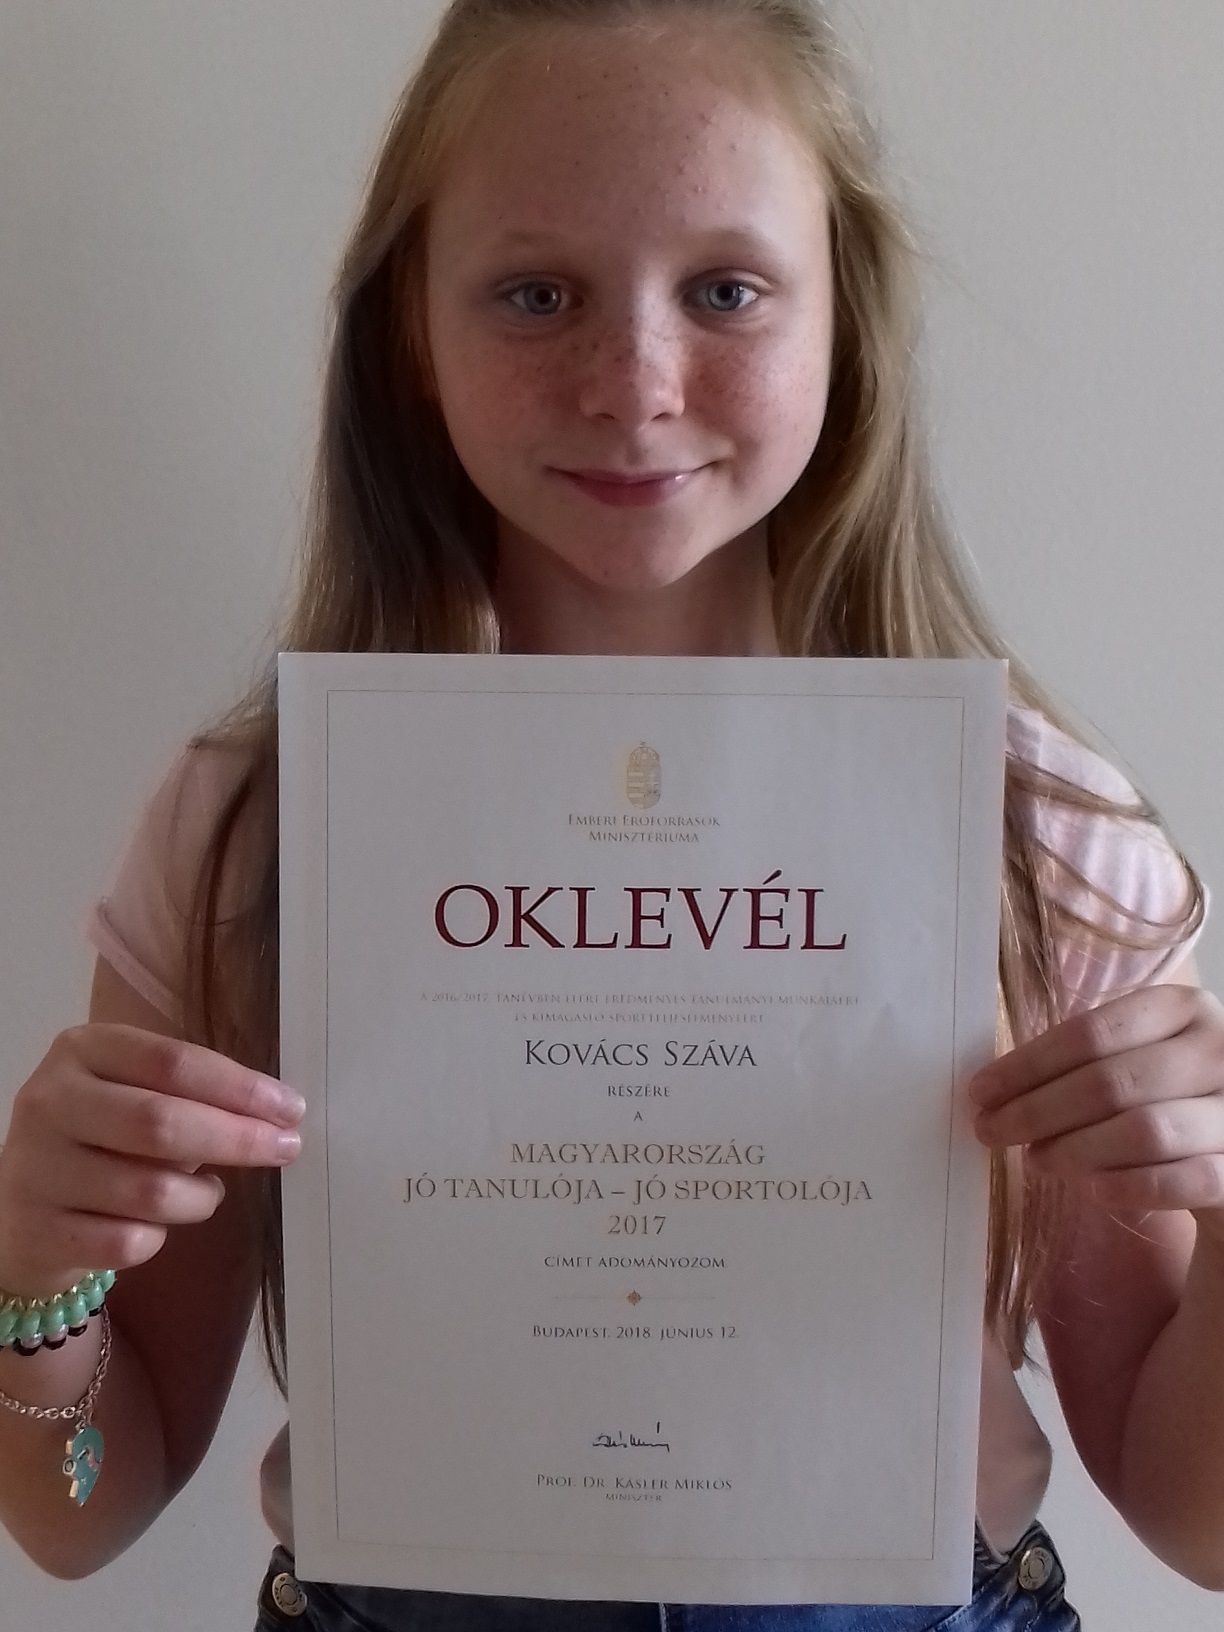 EMBERI ERŐFORRÁSOK
MINISZTÉRIUMA
OKLEVÉL
A 2016/2017. TANÉVBEN ELÉRT EREDMÉNYES TANULMÁNYI MUNKÁJÁÉRT
ÉS KIMAGASLÓ SPORTTELJESÍTMÉNYÉÉRT
KOVÁCS SZÁVA
RÉSZÉRE
A
MAGYARORSZÁG
JÓ TANULÓJA – JÓ SPORTOLÓJA
2017
CÍMET ADOMÁNYOZOM.
BUDAPEST, 2018. JÚNIUS 12.
PROF. DR. KÁSLER MIKLÓS
MINISZTER